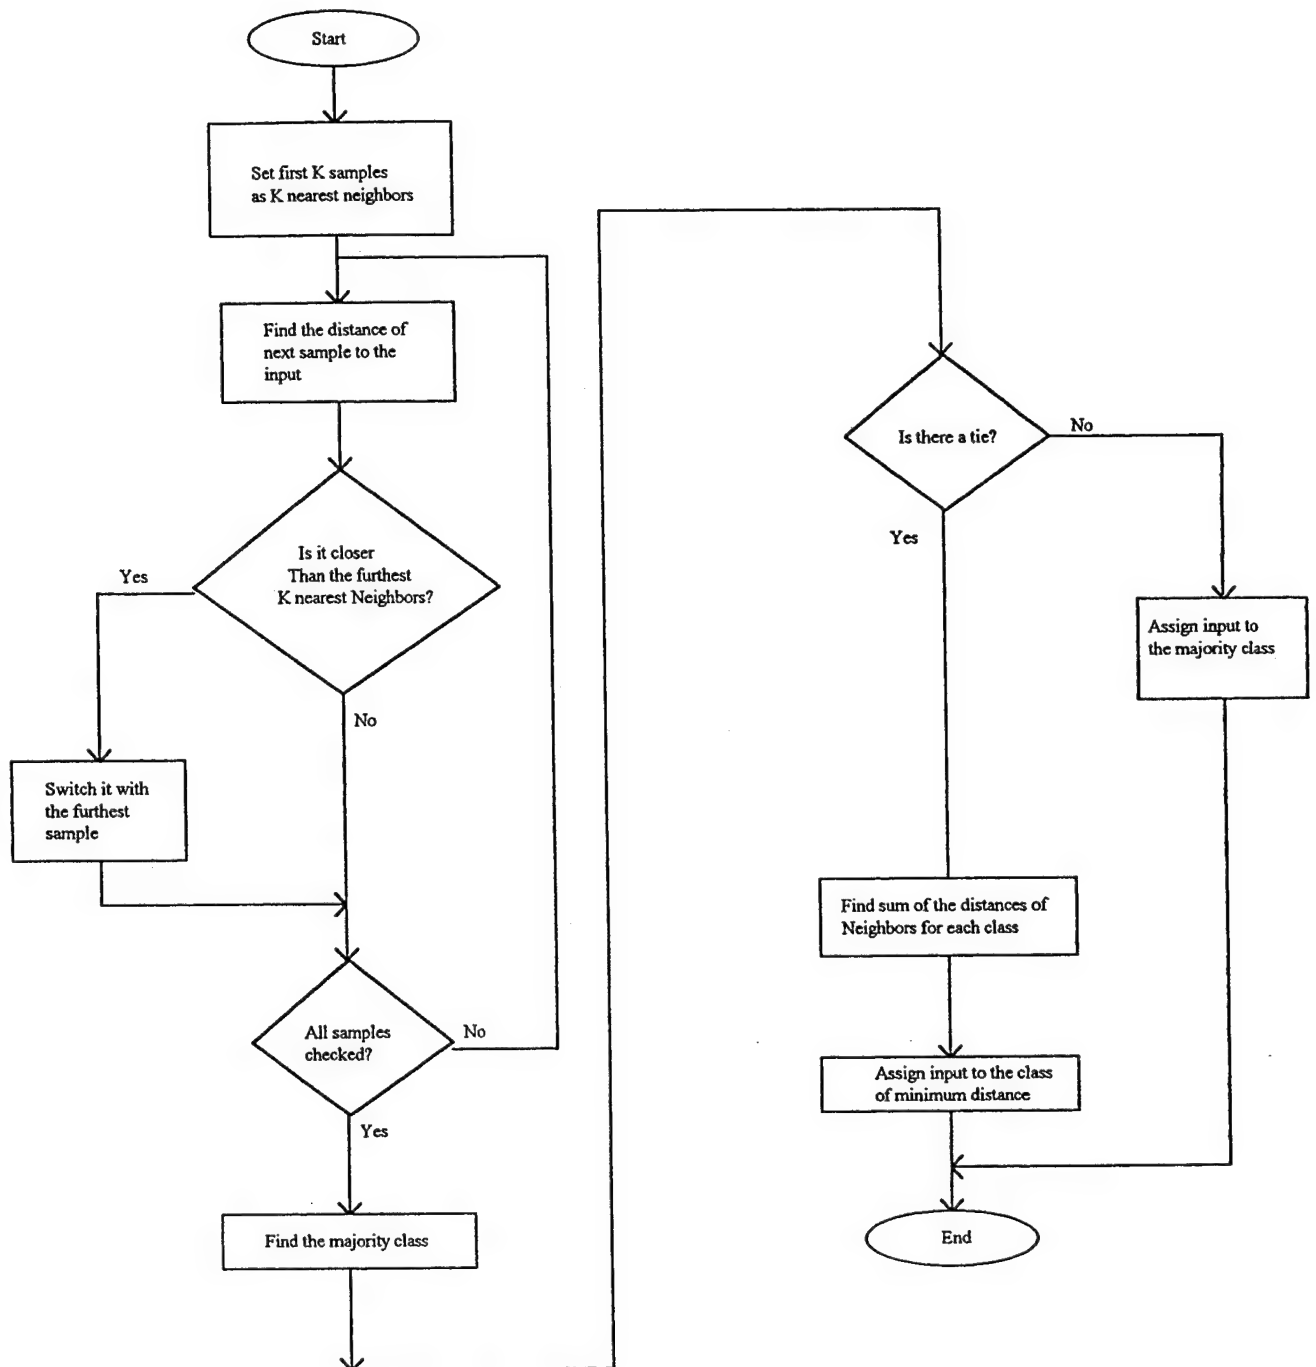 Start
Set first K samples
as K nearest neighbors
Find the distance of
next sample to the
input
Is it closer
Than the furthest
K nearest Neighbors?
Yes
No
Switch it with
the furthest
sample
All samples
checked?
No
Yes
Find the majority class
Is there a tie?
No
Yes
Assign input to
the majority class
Find sum of the distances of
Neighbors for each class
Assign input to the class
of minimum distance
End